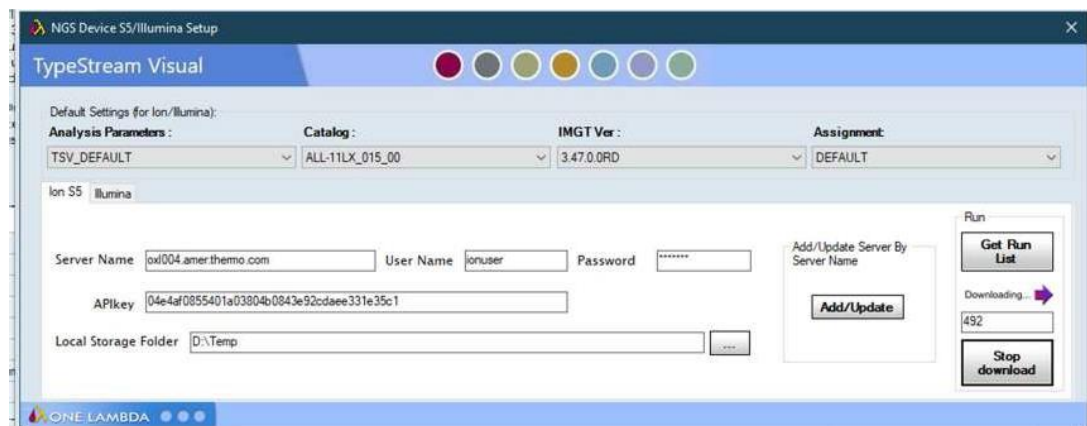 NGS Device S5/Illumina Setup
TypeStream Visual
Default Settings (for Ion/Illumina):
Analysis Parameters : Catalog : IMGT Ver : Assignment:
TSV_DEFAULT ALL-11LX_015_00 3.47.0.0RD DEFAULT
Ion S5 Illumina
Run
Get Run List
Server Name oxl004.amer.thermo.com User Name ionuser Password *******
Add/Update Server By Server Name
APIkey 04e4af0855401a03804b0843e92cdaee331e35c1
Add/Update
Downloading...
492
Local Storage Folder D:\Temp ...
Stop download
ONE LAMBDA